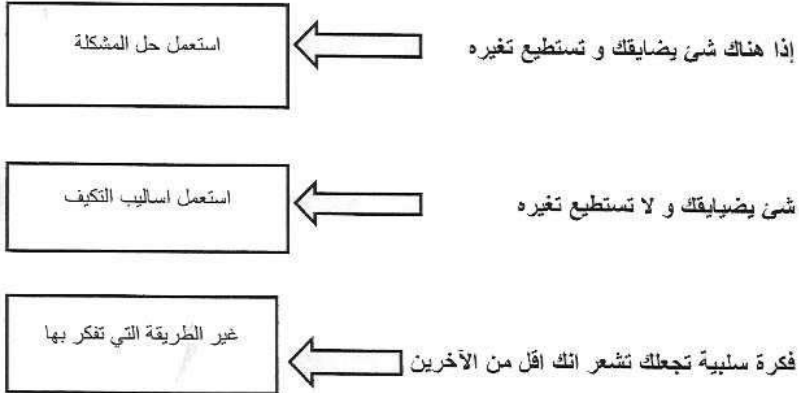 إذا هناك شئ يضايقك و تستطيع تغيره
استعمل حل المشكلة
شئ يضيايقك و لا تستطيع تغيره
استعمل اساليب التكيف
فكرة سلبية تجعلك تشعر انك اقل من الآخرين
غير الطريقة التي تفكر بها